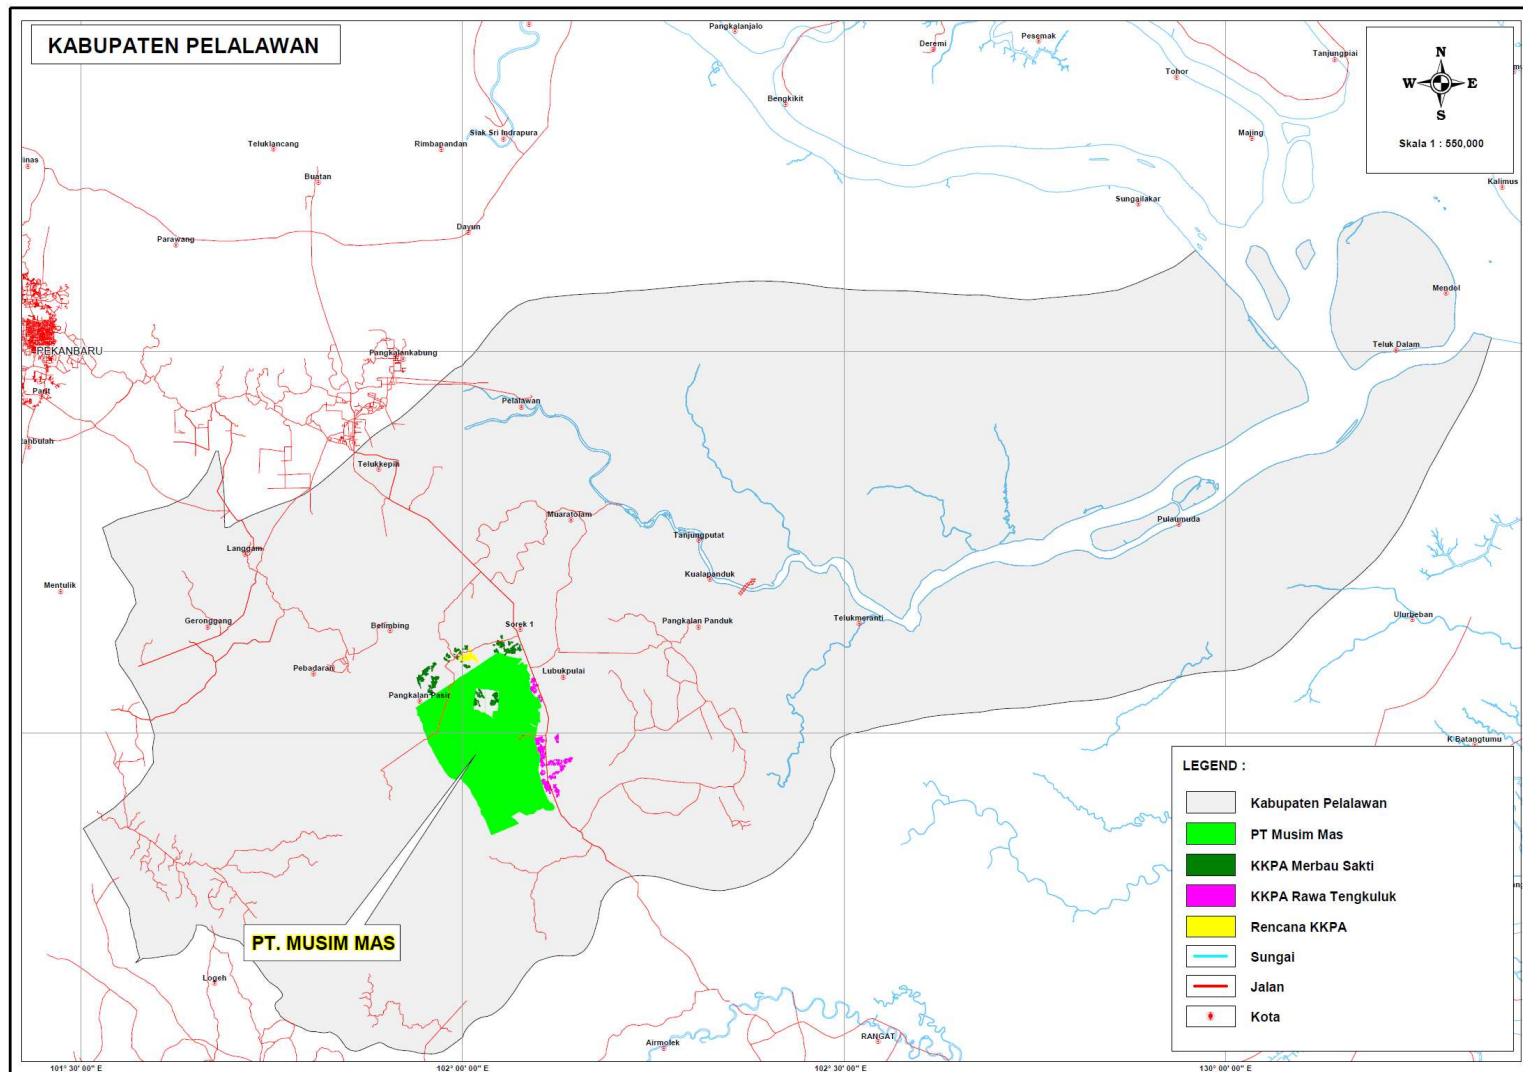 KABUPATEN PELALAWAN
Pangkalanjalo
Deremi
Pesemak
Tohor
Tanjungpiai
N
W
E
S
Skala 1 : 550,000
Bengkikit
Siak Sri Indrapura
Teluklancang
Rimbapandan
Majing
inas
Buatan
Kalimus
Sungailakar
Dayun
Parawang
Mendol
Teluk Dalam
PEKANBARU
Pangkalankabung
Parit
Pelalawan
Telukkepin
Muaratolam
Pulaumuda
Tanjungputat
Langgam
Kualapanduk
Mentulik
Ulurbeban
Geronggang
Belimbing
Sorek 1
Pangkalan Panduk
Telukmeranti
Pebadaran
Lubukpulai
Pangkalan Pasir
K Batangtumu
LEGEND :
Kabupaten Pelalawan
PT Musim Mas
KKPA Merbau Sakti
KKPA Rawa Tengkuluk
Rencana KKPA
Sungai
Jalan
Kota
PT. MUSIM MAS
Logeh
Airmolek
RANGAT
101° 30' 00" E
102° 00' 00" E
102° 30' 00" E
130° 00' 00" E